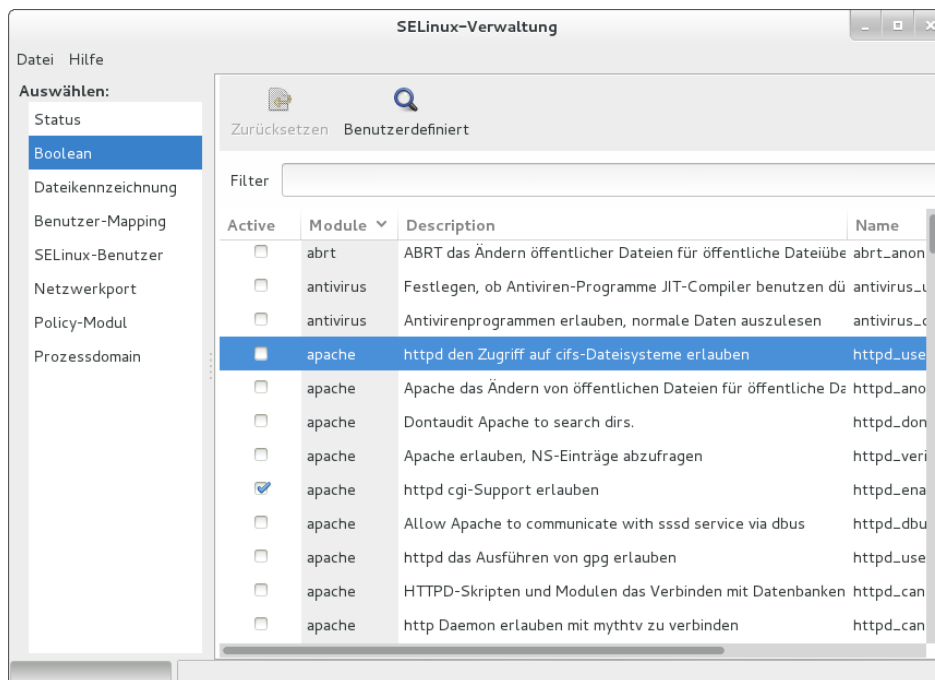 SELinux-Verwaltung
Datei Hilfe
Auswählen:
Status
Boolean
Dateikennzeichnung
Benutzer-Mapping
SELinux-Benutzer
Netzwerkport
Policy-Modul
Prozessdomain
Zurücksetzen Benutzerdefiniert
Filter
Active Module Description Name
abrt ABRT das Ändern öffentlicher Dateien für öffentliche Dateiübe abrt_anon
antivirus Festlegen, ob Antiviren-Programme JIT-Compiler benutzen dü antivirus_u
antivirus Antivirenprogrammen erlauben, normale Daten auszulesen antivirus_c
apache httpd den Zugriff auf cifs-Dateisysteme erlauben httpd_use
apache Apache das Ändern von öffentlichen Dateien für öffentliche Da httpd_ano
apache Dontaudit Apache to search dirs. httpd_don
apache Apache erlauben, NS-Einträge abzufragen httpd_veri
apache httpd cgi-Support erlauben httpd_ena
apache Allow Apache to communicate with sssd service via dbus httpd_dbu
apache httpd das Ausführen von gpg erlauben httpd_use
apache HTTPD-Skripten und Modulen das Verbinden mit Datenbanken httpd_can
apache http Daemon erlauben mit mythtv zu verbinden httpd_can